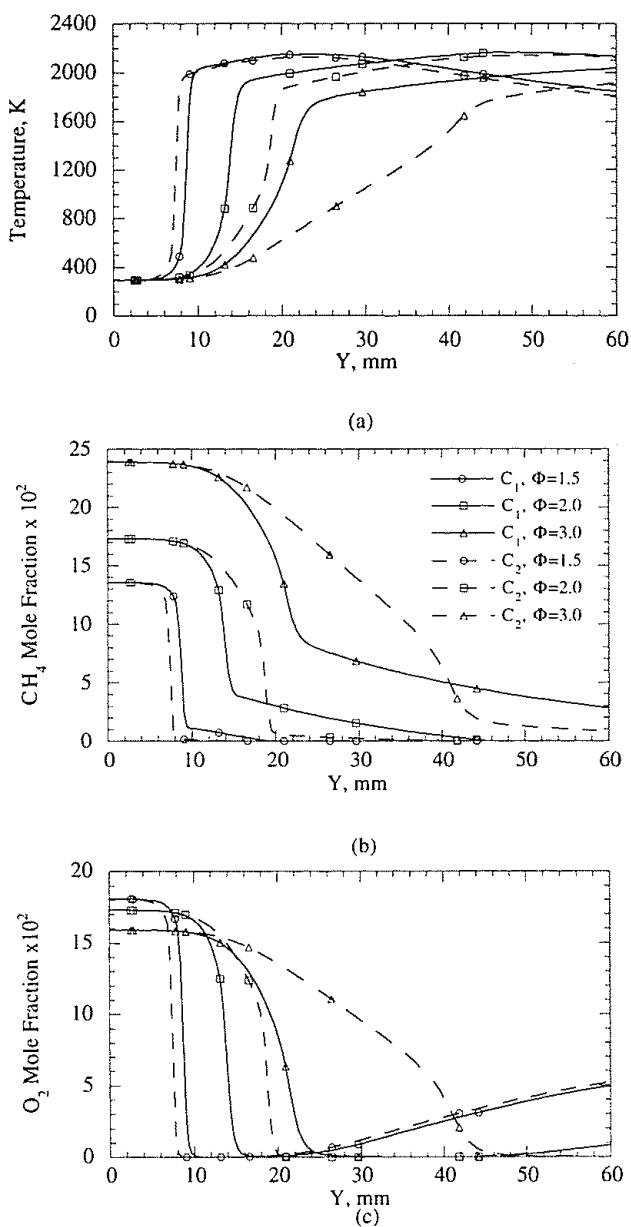 2400
2000
1600
1200
800
400
0
Temperature, K
0 10 20 30 40 50 60
Y, mm
(a)
25
20
15
10
5
0
CH₄ Mole Fraction x 10²
C₁, Φ=1.5
C₁, Φ=2.0
C₁, Φ=3.0
C₂, Φ=1.5
C₂, Φ=2.0
C₂, Φ=3.0
0 10 20 30 40 50 60
Y, mm
(b)
20
15
10
5
0
O₂ Mole Fraction x10²
0 10 20 30 40 50 60
Y, mm
(c)